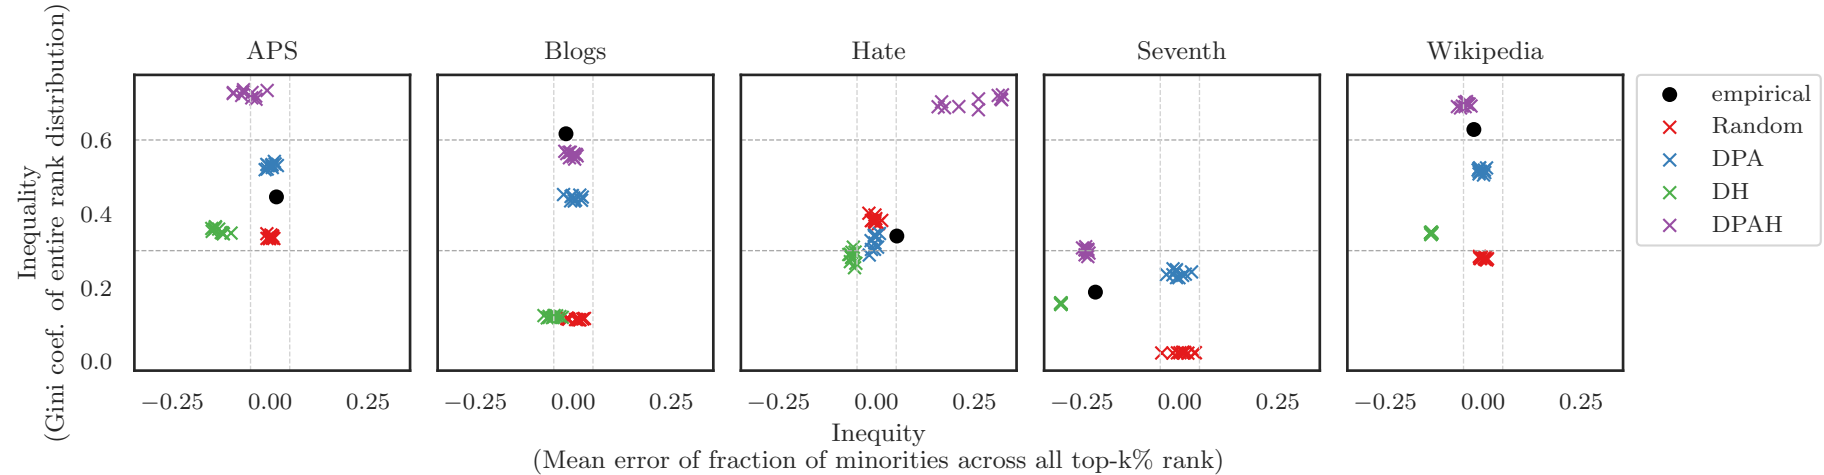 APS
Blogs
Hate
Seventh
Wikipedia
Inequality
(Gini coef. of entire rank distribution)
0.6
0.4
0.2
0.0
−0.25 0.00 0.25
−0.25 0.00 0.25
−0.25 0.00 0.25
−0.25 0.00 0.25
−0.25 0.00 0.25
Inequity
(Mean error of fraction of minorities across all top-k% rank)
empirical
Random
DPA
DH
DPAH